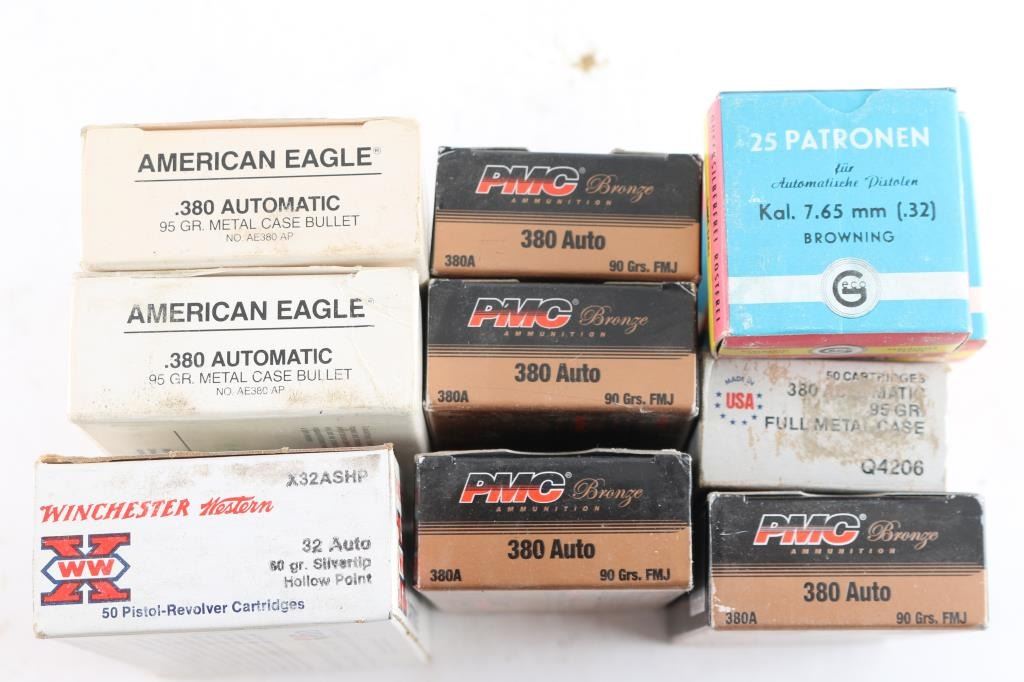 AMERICAN EAGLE®
.380 AUTOMATIC
95 GR. METAL CASE BULLET
NO. AE380 AP
AMERICAN EAGLE®
.380 AUTOMATIC
95 GR. METAL CASE BULLET
NO. AE380 AP
X32ASHP
WINCHESTER Western
WW
32 Auto
60 gr. Silvertip
Hollow Point
50 Pistol-Revolver Cartridges
PMC® Bronze
AMMUNITION
380 Auto
380A 90 Grs. FMJ
PMC® Bronze
AMMUNITION
380 Auto
380A 90 Grs. FMJ
PMC® Bronze
AMMUNITION
380 Auto
380A 90 Grs. FMJ
25 PATRONEN
für
Automatische Pistolen
Kal. 7.65 mm (.32)
BROWNING
Geco
G
MADE IN
USA
50 CARTRIDGES
380
95 GR.
FULL METAL CASE
Q4206
PMC® Bronze
AMMUNITION
380 Auto
380A 90 Grs. FMJ